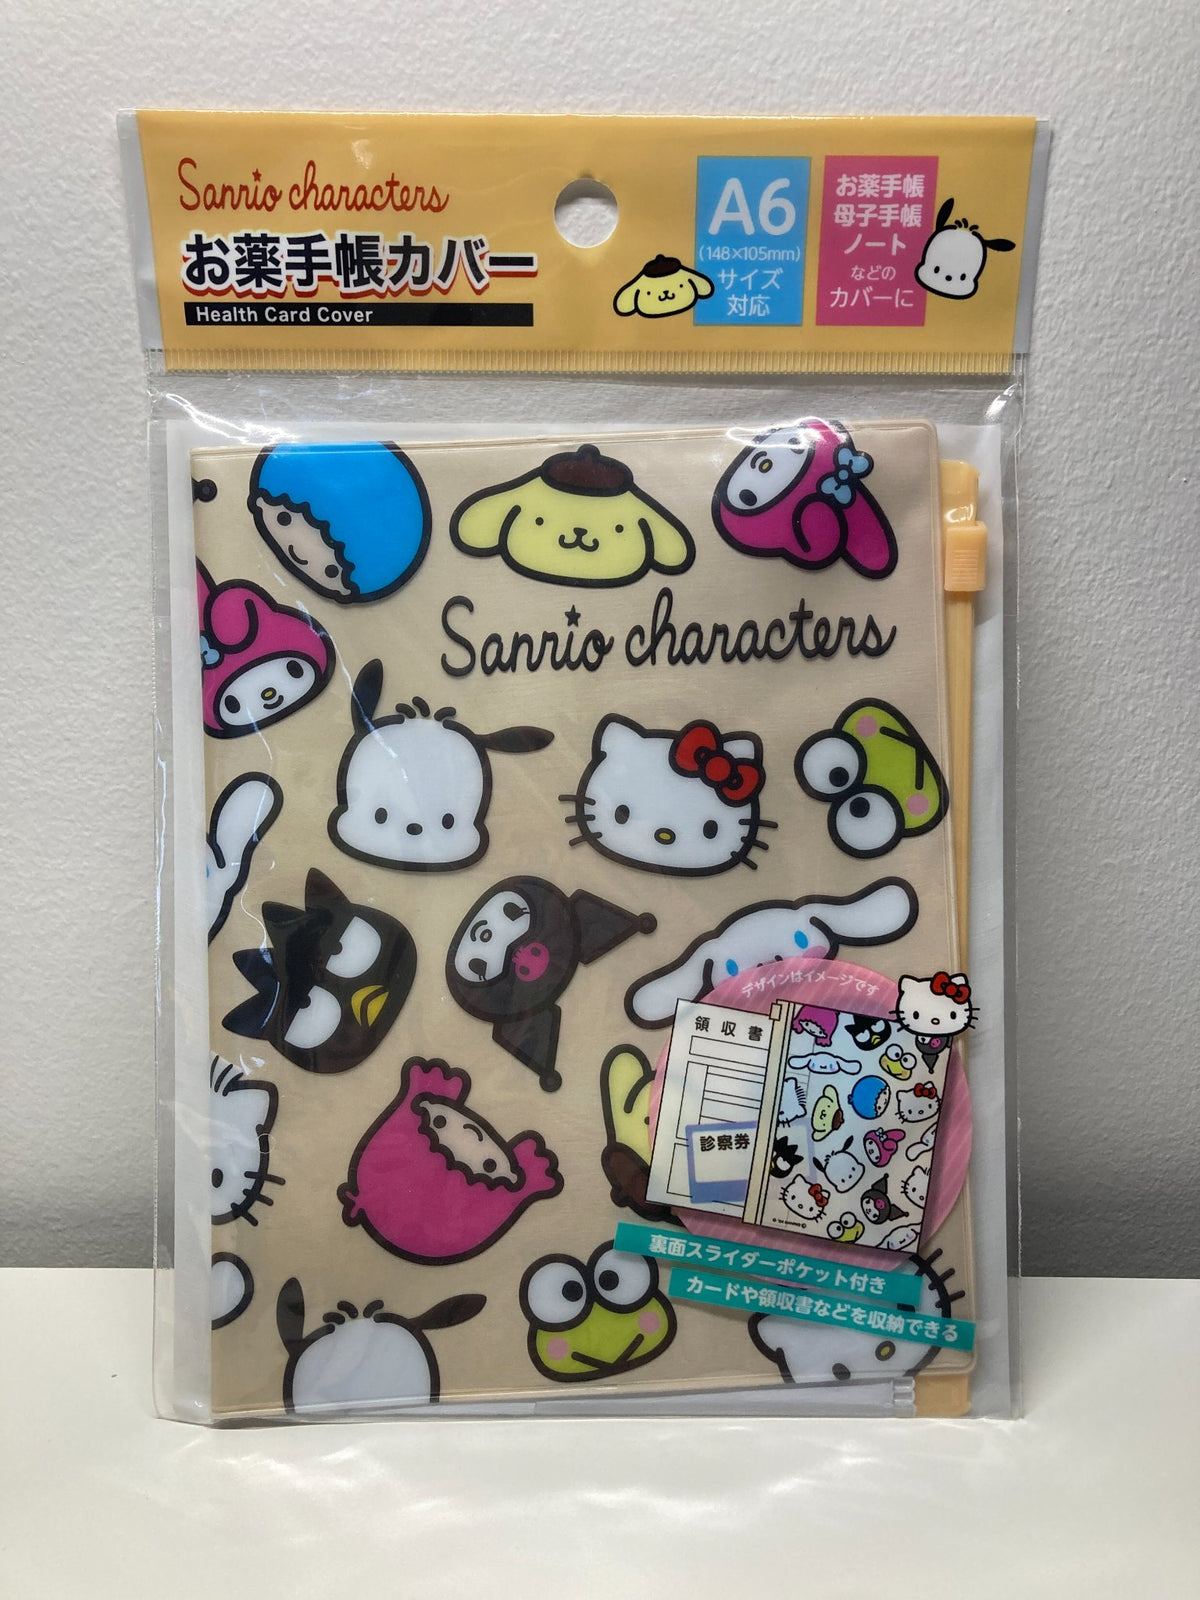 Sanrio characters
お薬手帳カバー
Health Card Cover
A6
(148×105mm)
サイズ
対応
お薬手帳
母子手帳
ノート
などの
カバーに
Sanrio characters
デザインはイメージです
領収書
診察券
裏面スライダーポケット付き
カードや領収書などを収納できる